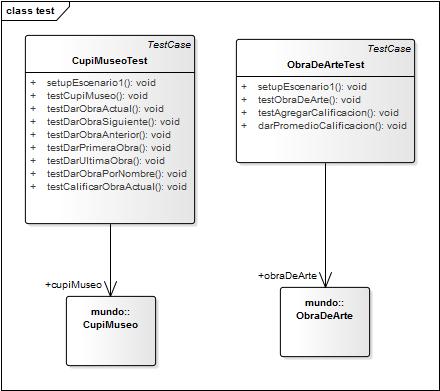 class test
TestCase
CupiMuseoTest
+ setupEscenario1(): void
+ testCupiMuseo(): void
+ testDarObraActual(): void
+ testDarObraSiguiente(): void
+ testDarObraAnterior(): void
+ testDarPrimeraObra(): void
+ testDarUltimaObra(): void
+ testDarObraPorNombre(): void
+ testCalificarObraActual(): void
TestCase
ObraDeArteTest
+ setupEscenario1(): void
+ testObraDeArte(): void
+ testAgregarCalificacion(): void
+ darPromedioCalificacion(): void
+cupiMuseo
mundo::
CupiMuseo
+obraDeArte
mundo::
ObraDeArte